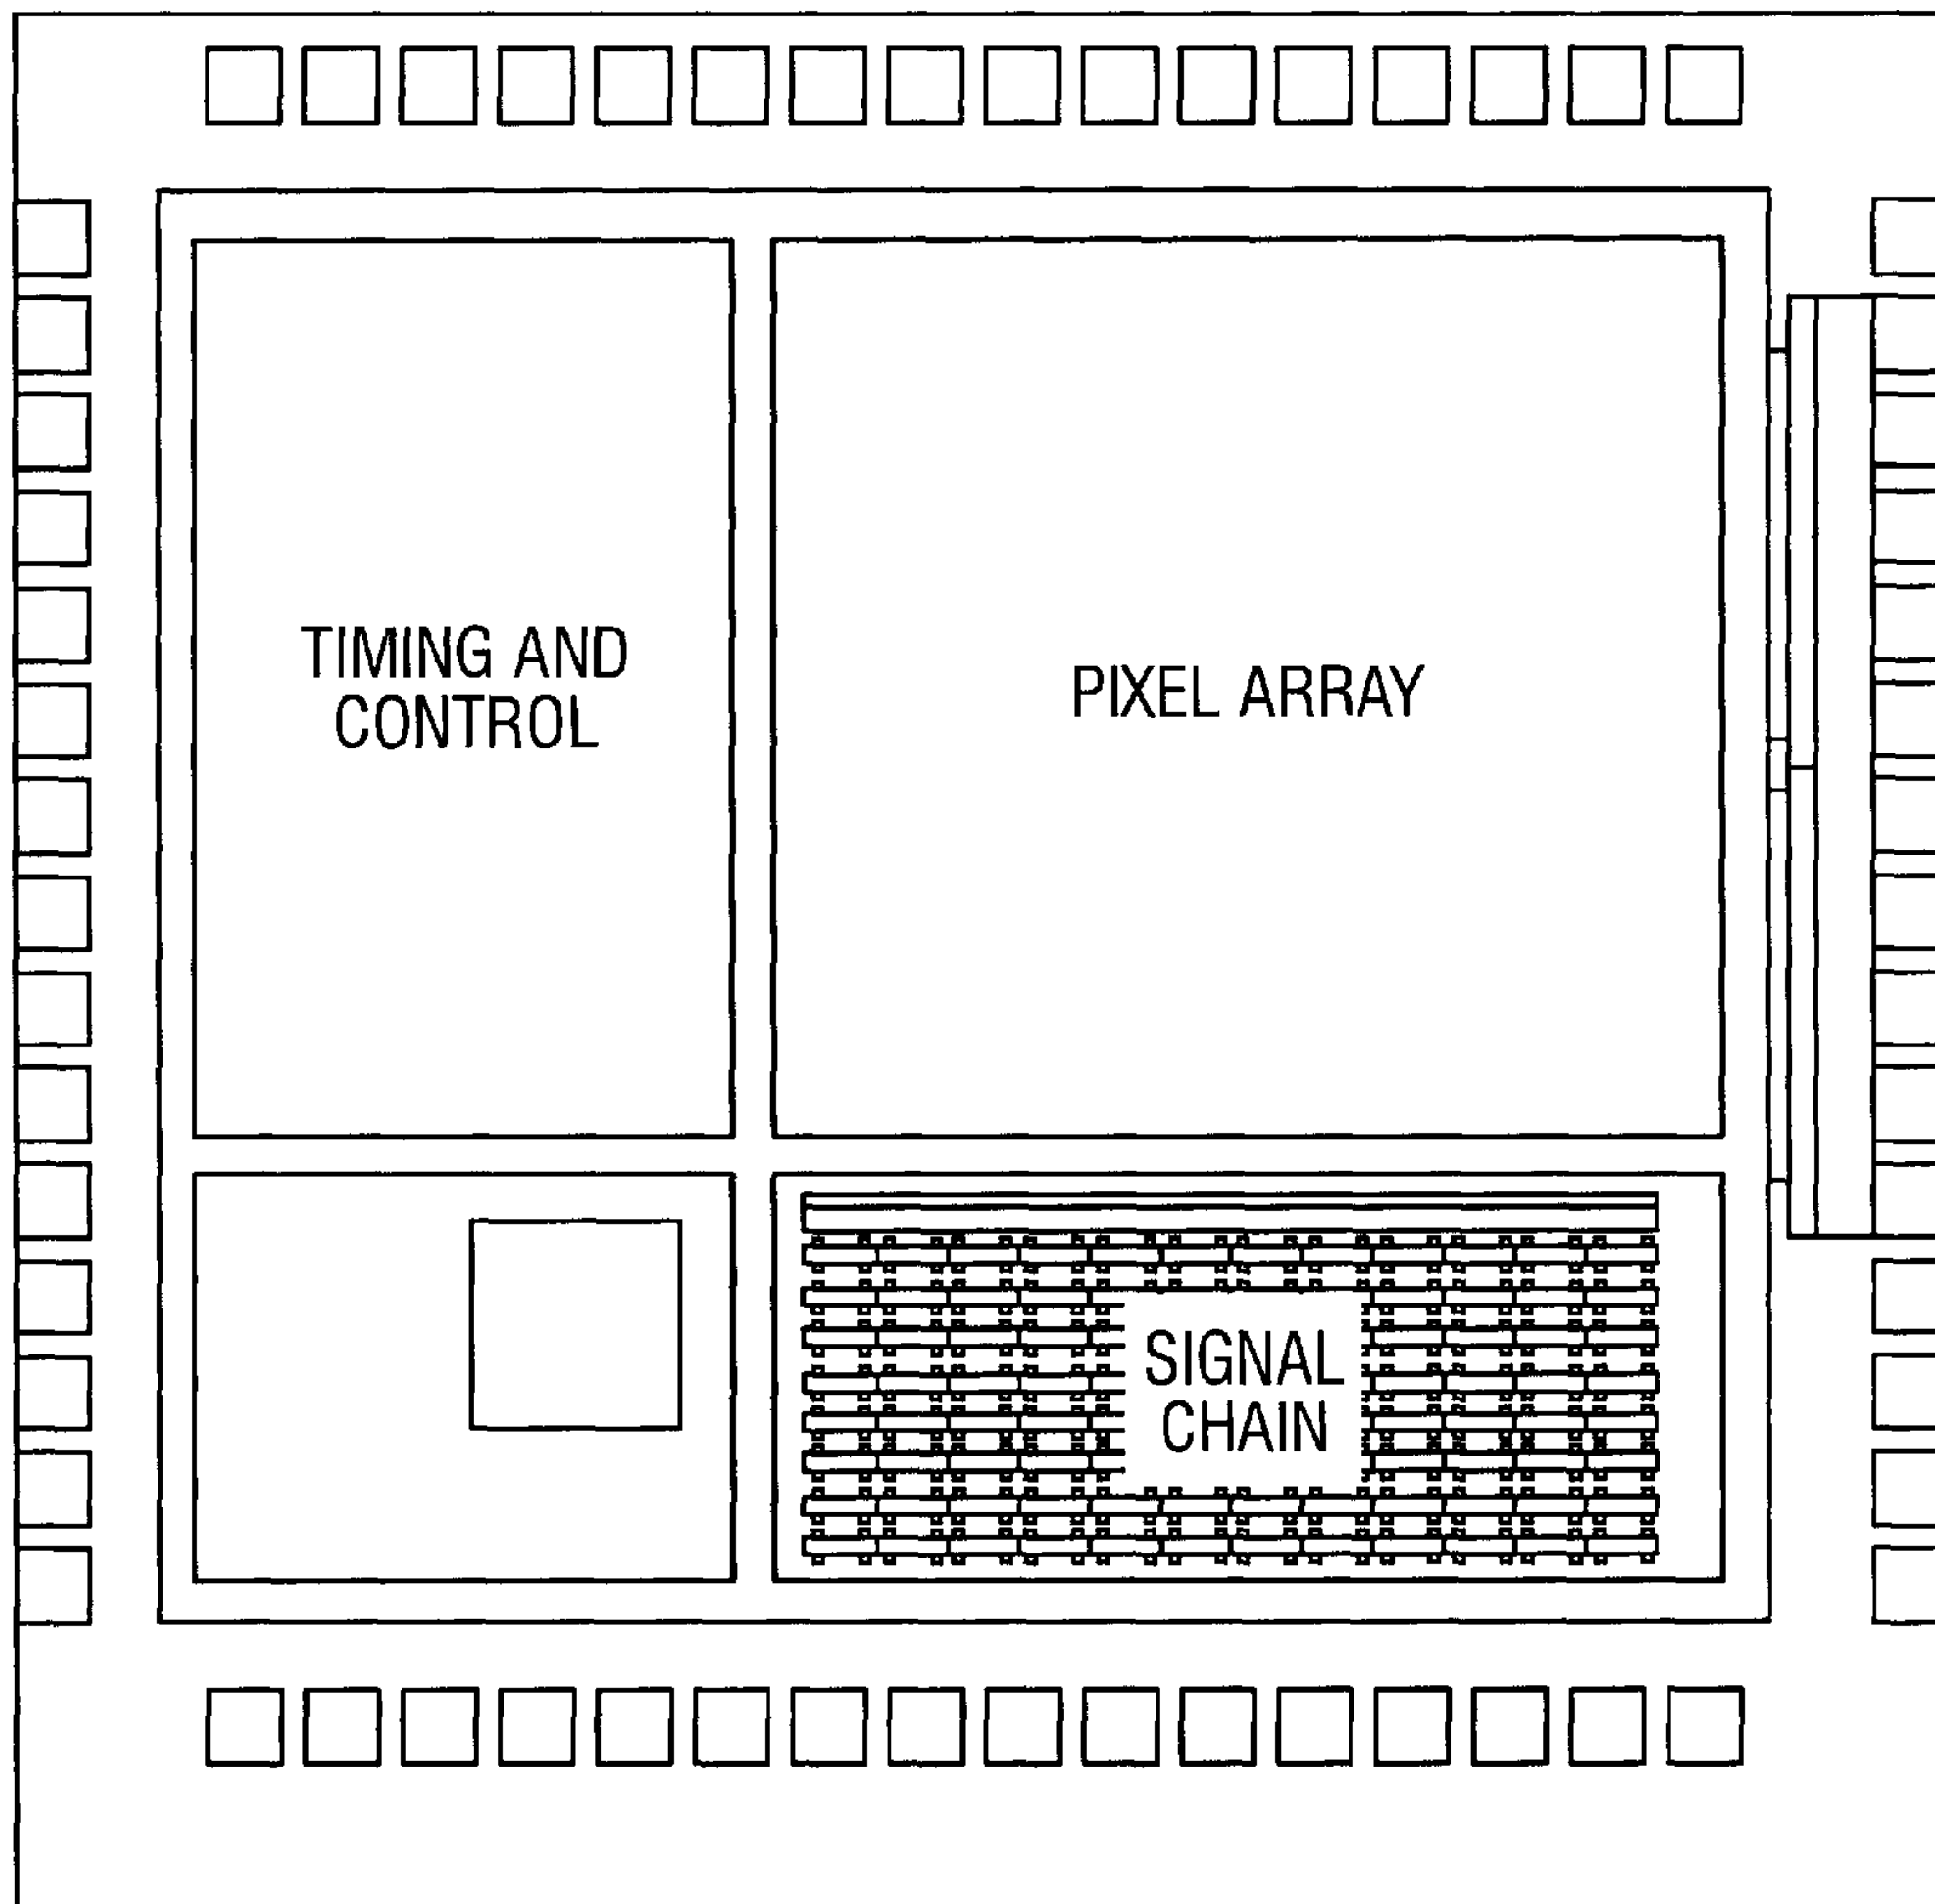 TIMING AND
CONTROL
PIXEL ARRAY
SIGNAL
CHAIN